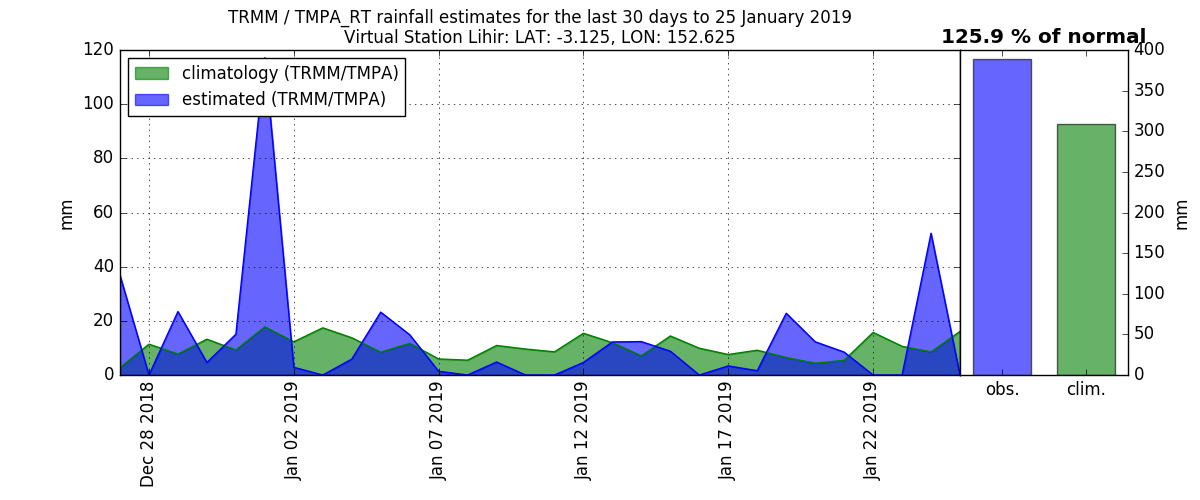 TRMM / TMPA_RT rainfall estimates for the last 30 days to 25 January 2019
Virtual Station Lihir: LAT: -3.125, LON: 152.625
125.9 % of normal
climatology (TRMM/TMPA)
estimated (TRMM/TMPA)
mm
120
100
80
60
40
20
0
Dec 28 2018
Jan 02 2019
Jan 07 2019
Jan 12 2019
Jan 17 2019
Jan 22 2019
400
350
300
250
200
150
100
50
0
mm
obs.
clim.